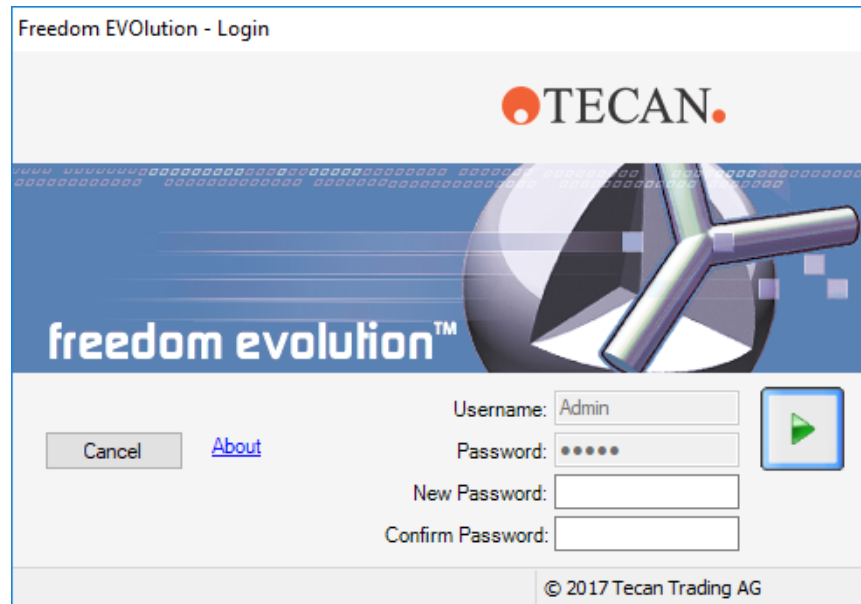 Freedom EVOlution - Login
TECAN.
freedom evolution™
Username: Admin
Cancel About Password: •••••
New Password:
Confirm Password:
© 2017 Tecan Trading AG